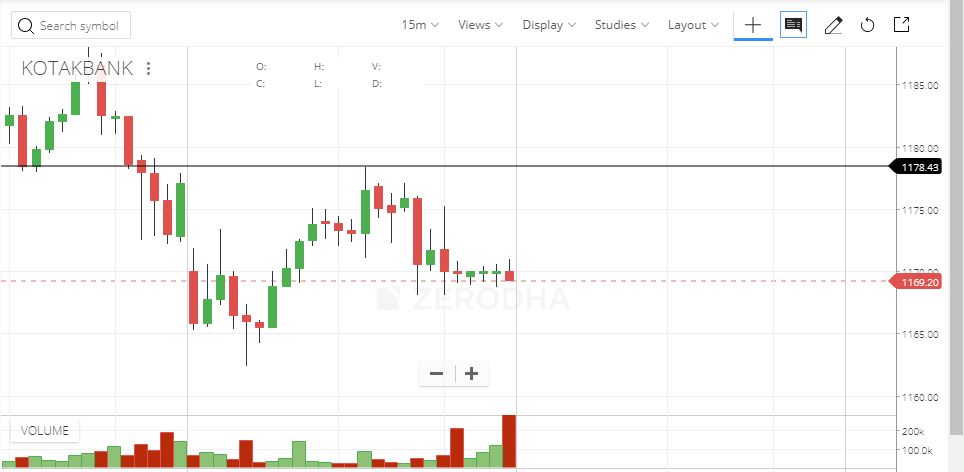 Search symbol
15m Views Display Studies Layout
KOTAKBANK
O: H: V:
C: L: D:
1185.00
1180.00
1178.43
1175.00
1170.00
1169.20
ZERODHA
1165.00
1160.00
VOLUME
200k
100.0k